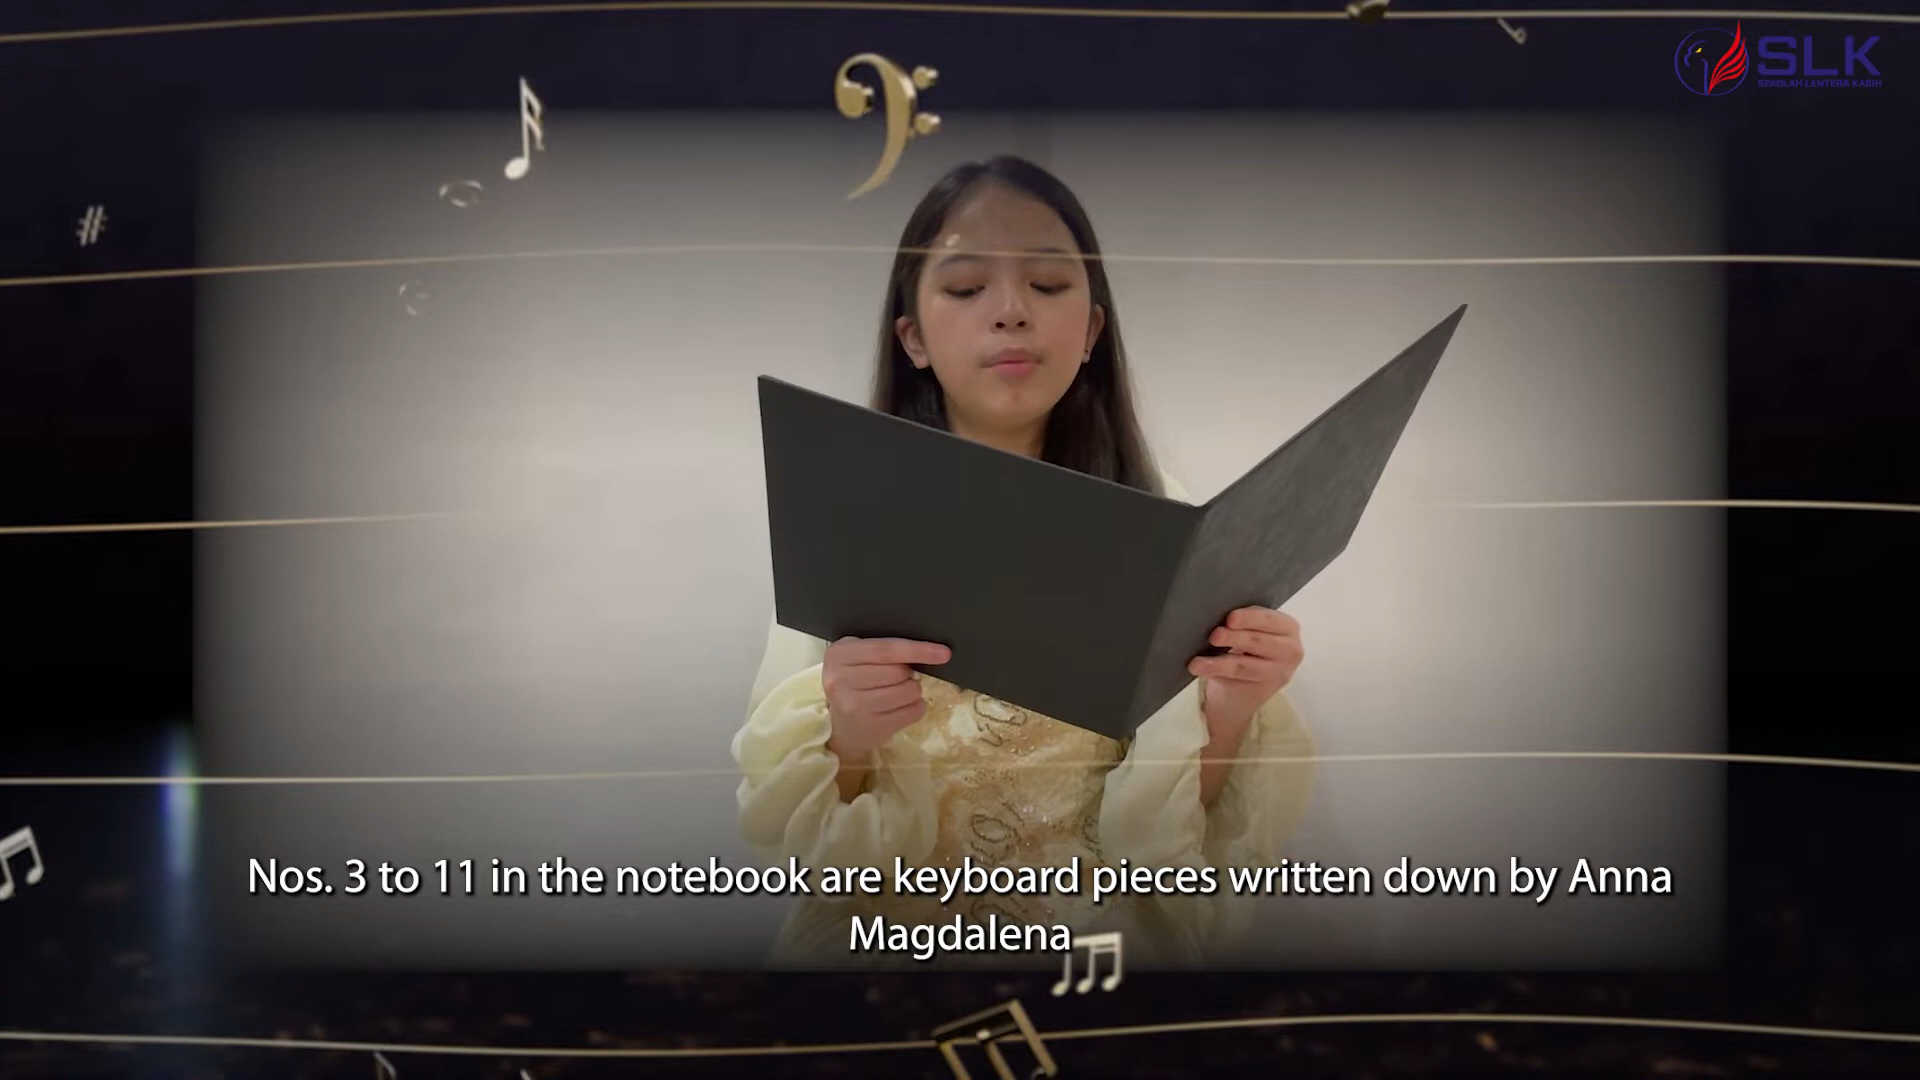 SLK
SEKOLAH LENTERA KASIH
Nos. 3 to 11 in the notebook are keyboard pieces written down by Anna
Magdalena